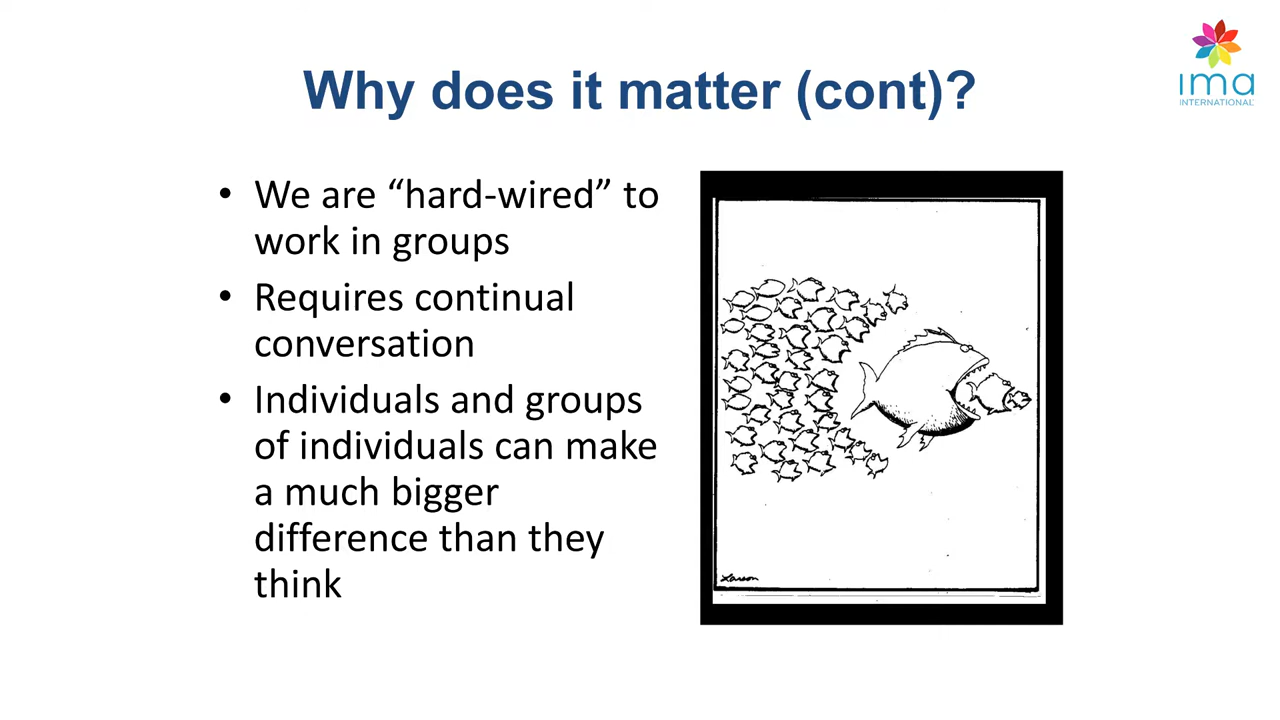 Why does it matter (cont)?
ima
INTERNATIONAL
• We are “hard-wired” to
work in groups
• Requires continual
conversation
• Individuals and groups
of individuals can make
a much bigger
difference than they
think
Larson